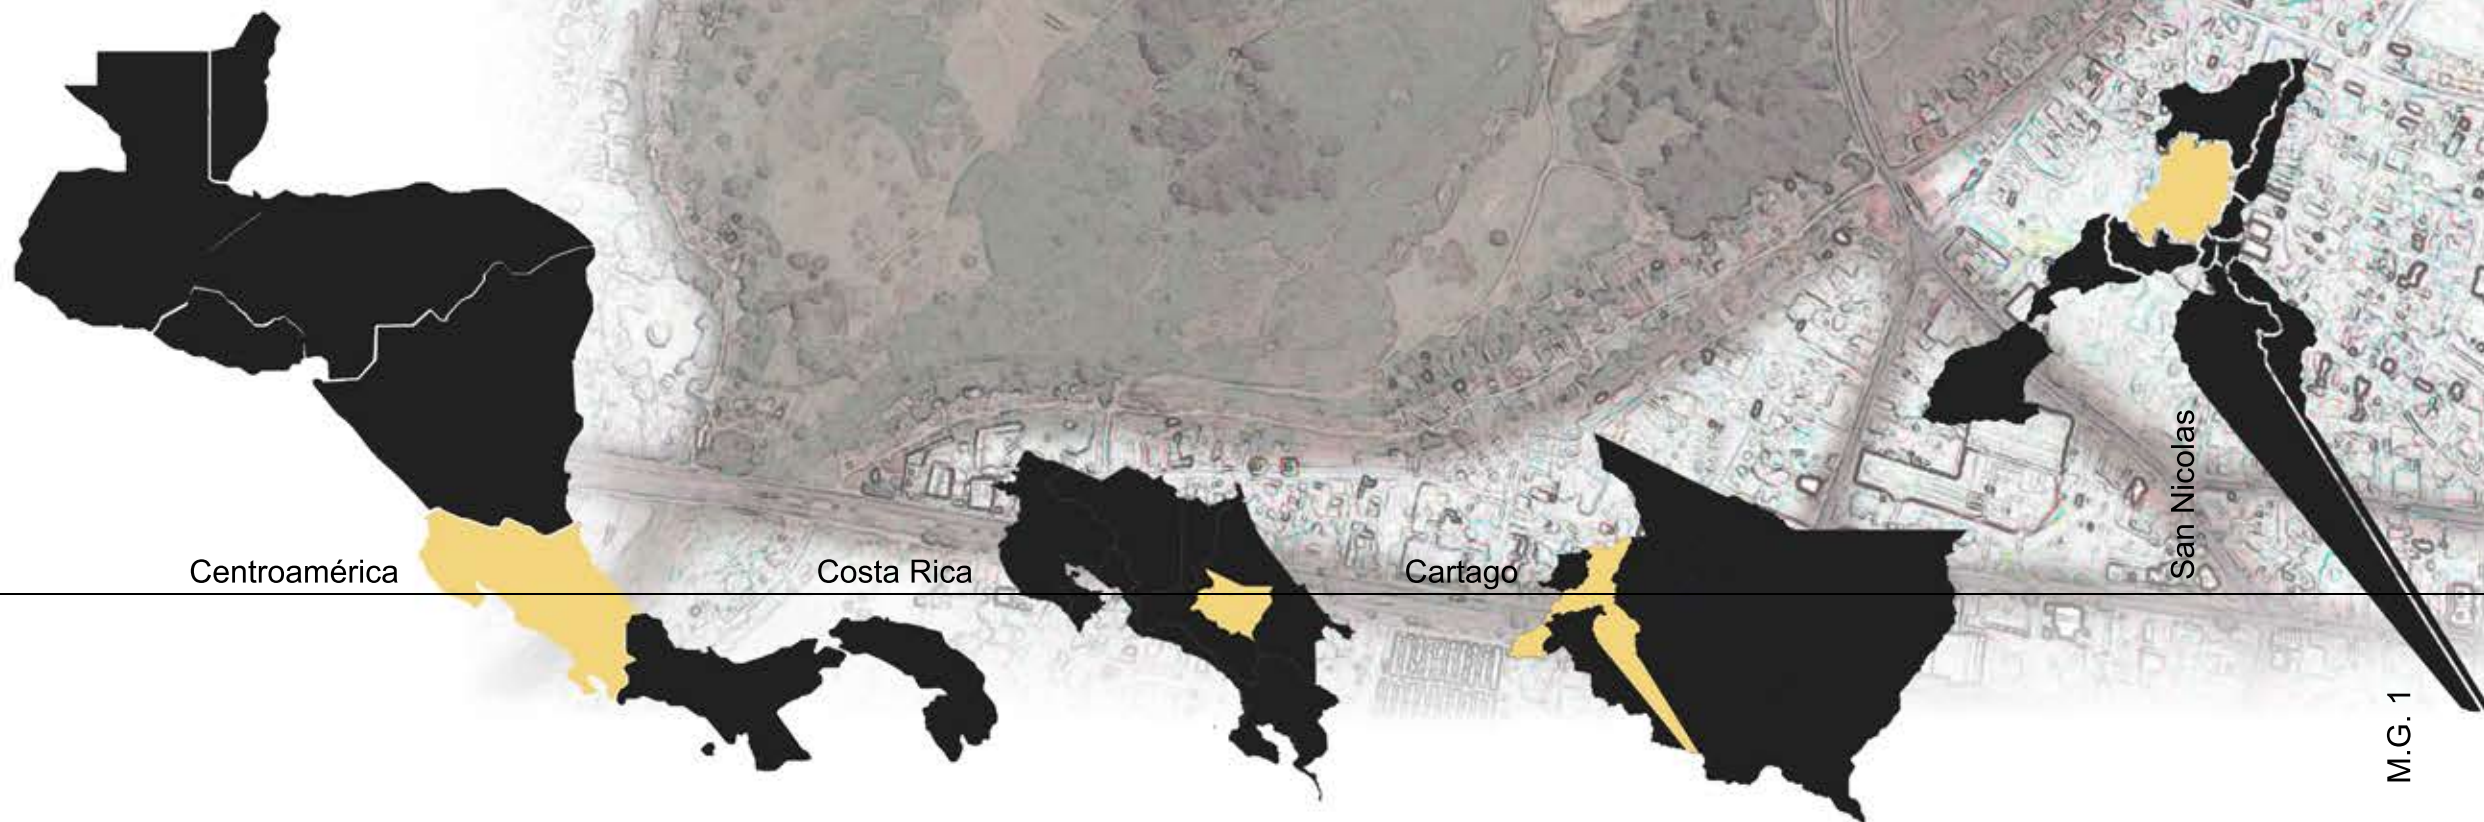 Centroamérica
Costa Rica
Cartago
San Nicolas
M.G. 1